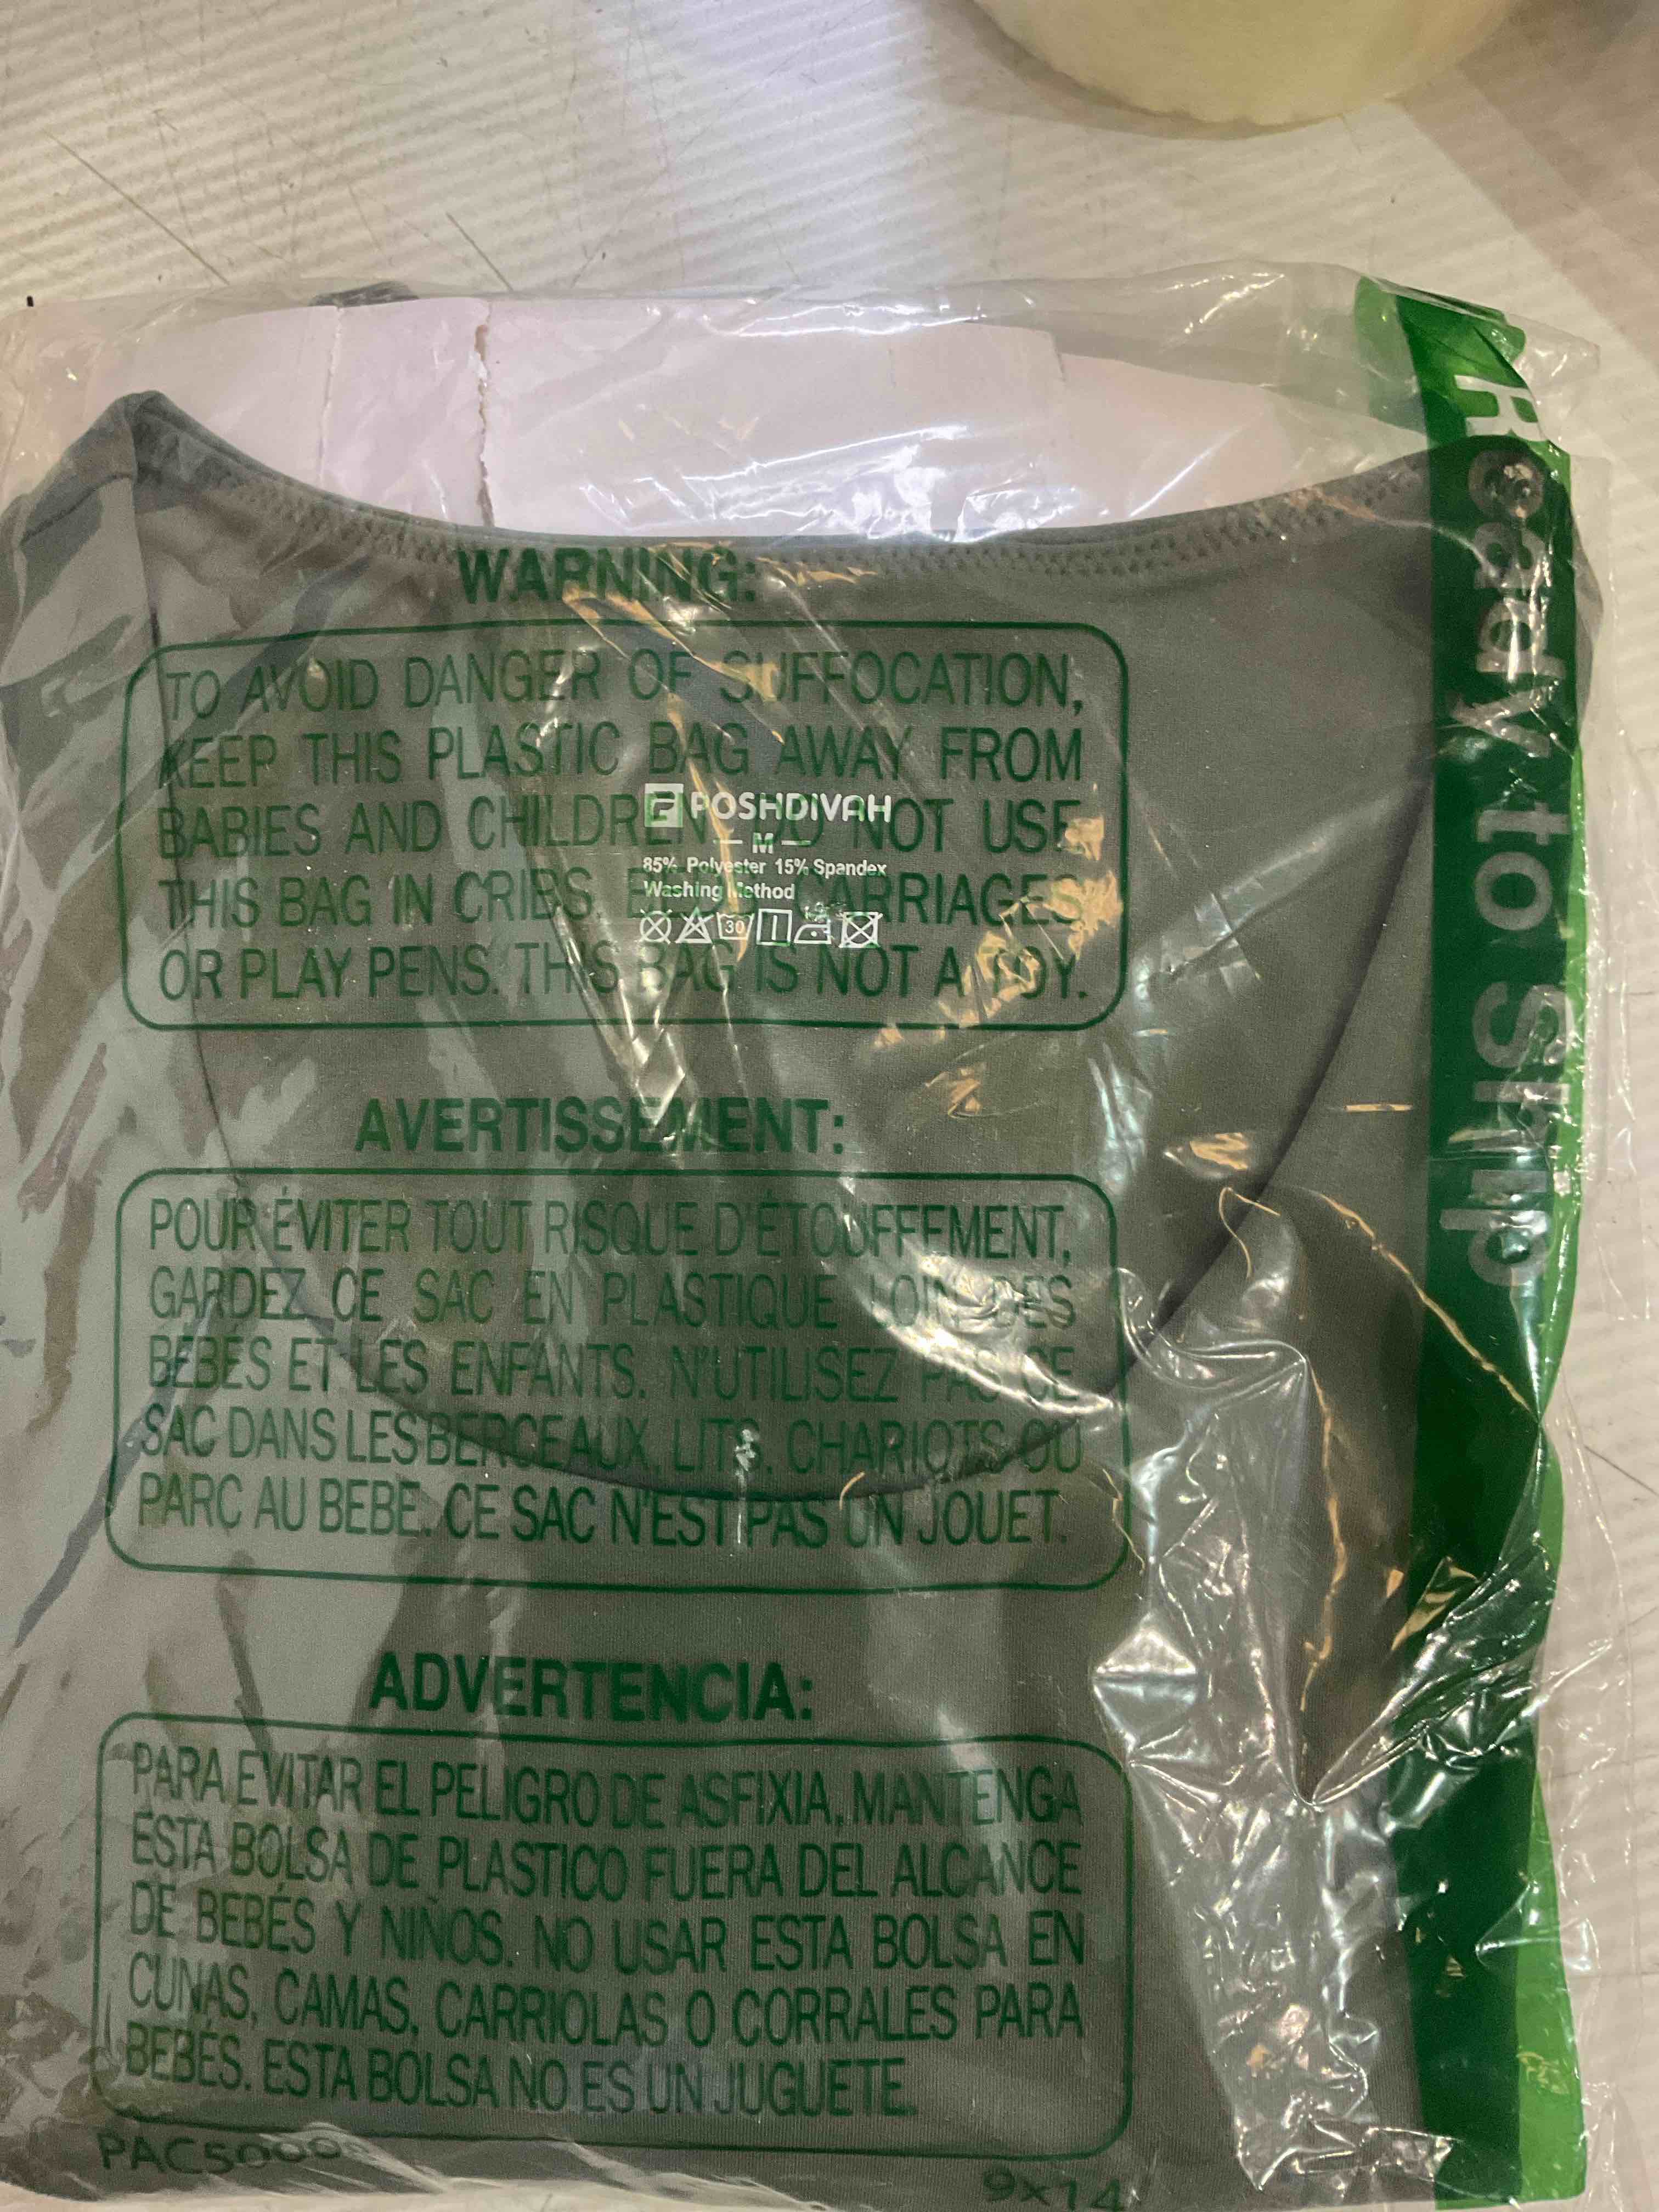 WARNING:
TO AVOID DANGER OF SUFFOCATION,
KEEP THIS PLASTIC BAG AWAY FROM
BABIES AND CHILDREN DO NOT USE
THIS BAG IN CRIBS. CARRIAGES
OR PLAY PENS. THIS BAG IS NOT A TOY.
POSHDIVAH
M
85% Polyester 15% Spandex
Washing Method
30
AVERTISSEMENT:
POUR ÉVITER TOUT RISQUE D'ÉTOUFFEMENT,
GARDEZ CE SAC EN PLASTIQUE LOIN DES
BÉBÉS ET LES ENFANTS. N'UTILISEZ PAS CE
SAC DANS LES BERCEAUX, LITS. CHARIOTS OU
PARC AU BEBE. CE SAC N'EST PAS UN JOUET.
ADVERTENCIA:
PARA EVITAR EL PELIGRO DE ASFIXIA, MANTENGA
ESTA BOLSA DE PLASTICO FUERA DEL ALCANCE
DE BEBÉS Y NIÑOS. NO USAR ESTA BOLSA EN
CUNAS, CAMAS. CARRIOLAS O CORRALES PARA
BEBÉS. ESTA BOLSA NO ES UN JUGUETE.
9x14
Ready to Ship